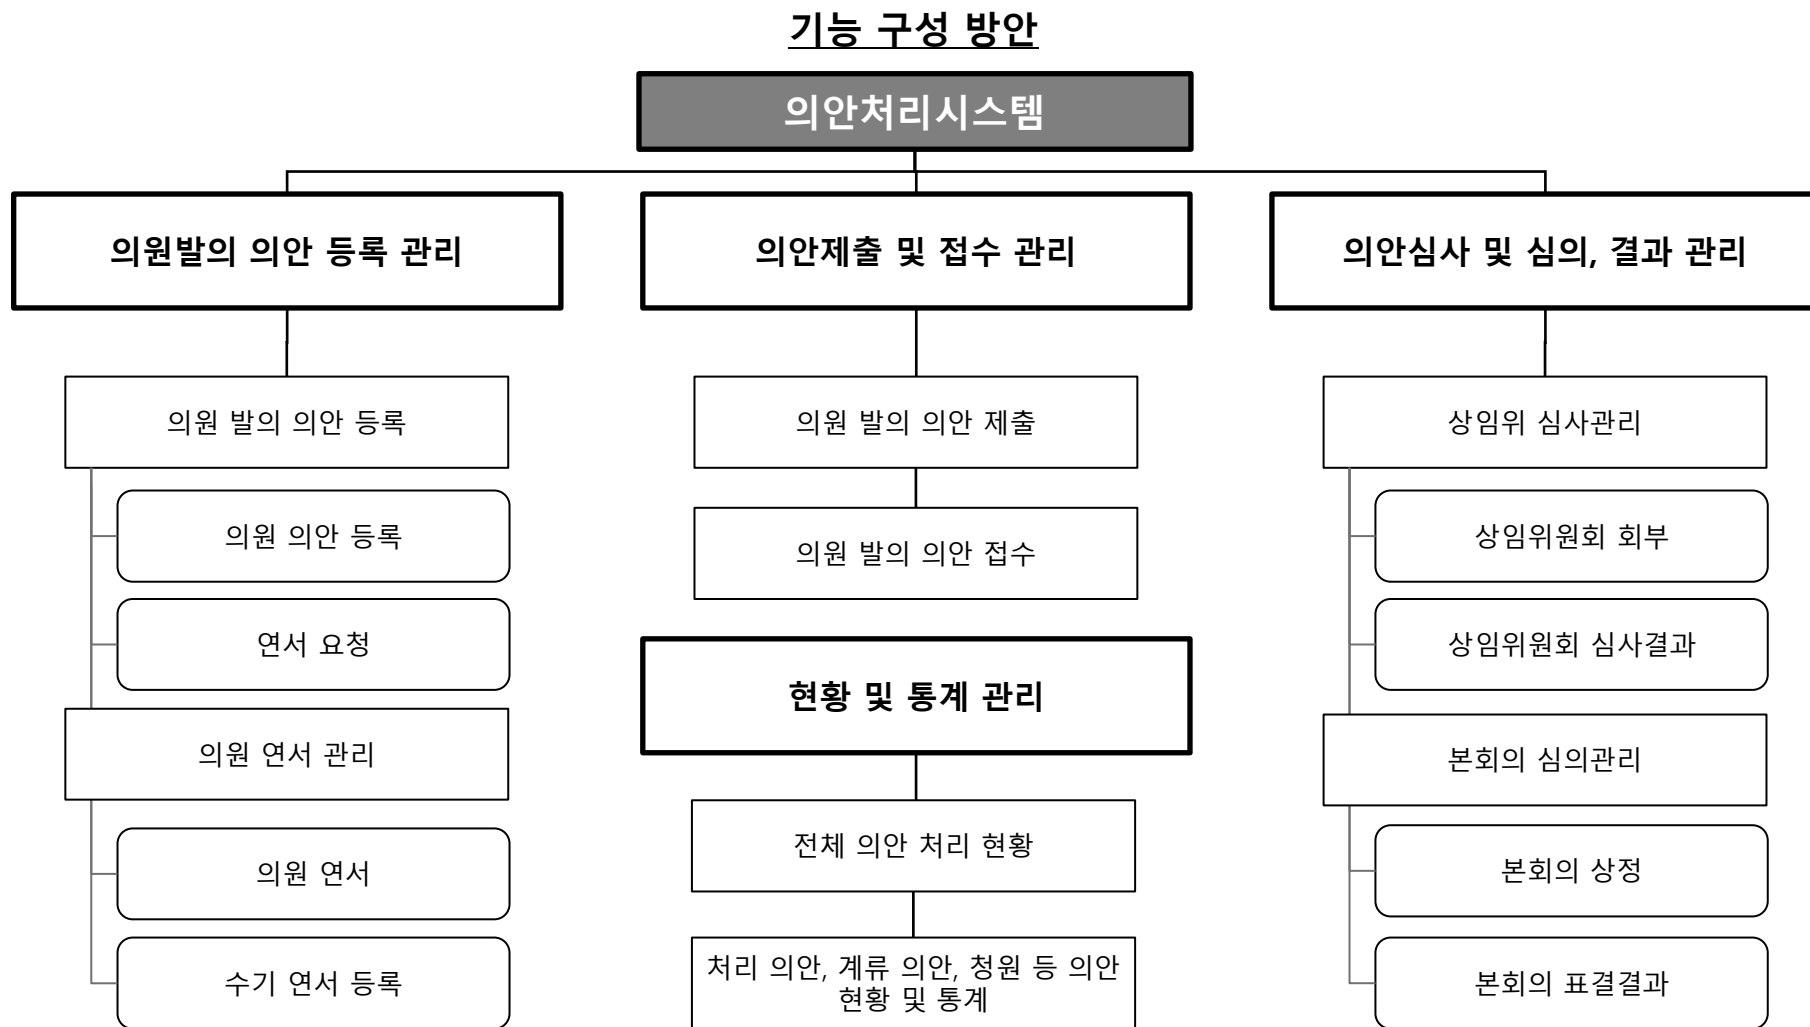 기능 구성 방안
의안처리시스템
의원발의 의안 등록 관리
의원 발의 의안 등록
의원 의안 등록
연서 요청
의원 연서 관리
의원 연서
수기 연서 등록
의안제출 및 접수 관리
의원 발의 의안 제출
의원 발의 의안 접수
현황 및 통계 관리
전체 의안 처리 현황
처리 의안, 계류 의안, 청원 등 의안
현황 및 통계
의안심사 및 심의, 결과 관리
상임위 심사관리
상임위원회 회부
상임위원회 심사결과
본회의 심의관리
본회의 상정
본회의 표결결과